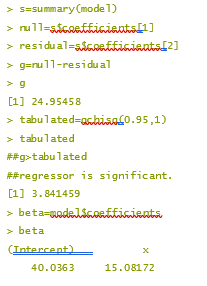 > s=summary(model)
> null=s$coefficients[1]
> residual=s$coefficients[2]
> g=null-residual
> g
[1] 24.95458
> tabulated=qchisq(0.95,1)
> tabulated
##g>tabulated
##regressor is significant.
[1] 3.841459
> beta=model$coefficients
> beta
(Intercept) x
40.0363 15.08172